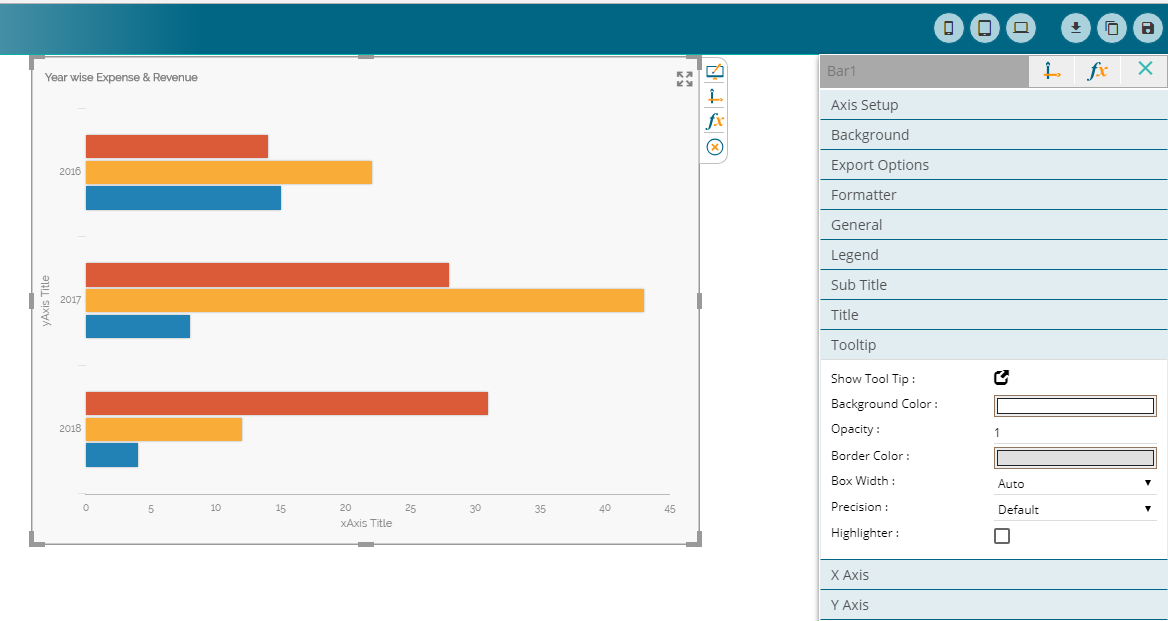 Year wise Expense & Revenue
2016
2017
2018
yAxis Title
0 5 10 15 20 25 30 35 40 45
xAxis Title
fx
Bar1
fx
Axis Setup
Background
Export Options
Formatter
General
Legend
Sub Title
Title
Tooltip
Show Tool Tip :
Background Color :
Opacity : 1
Border Color :
Box Width : Auto
Precision : Default
Highlighter :
X Axis
Y Axis